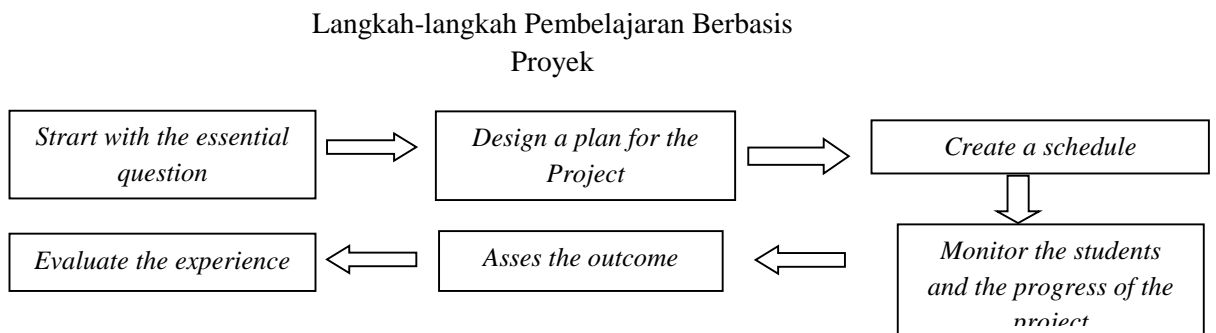 Langkah-langkah Pembelajaran Berbasis
Proyek
Strart with the essential
question
Design a plan for the
Project
Create a schedule
Monitor the students
and the progress of the
project
Asses the outcome
Evaluate the experience